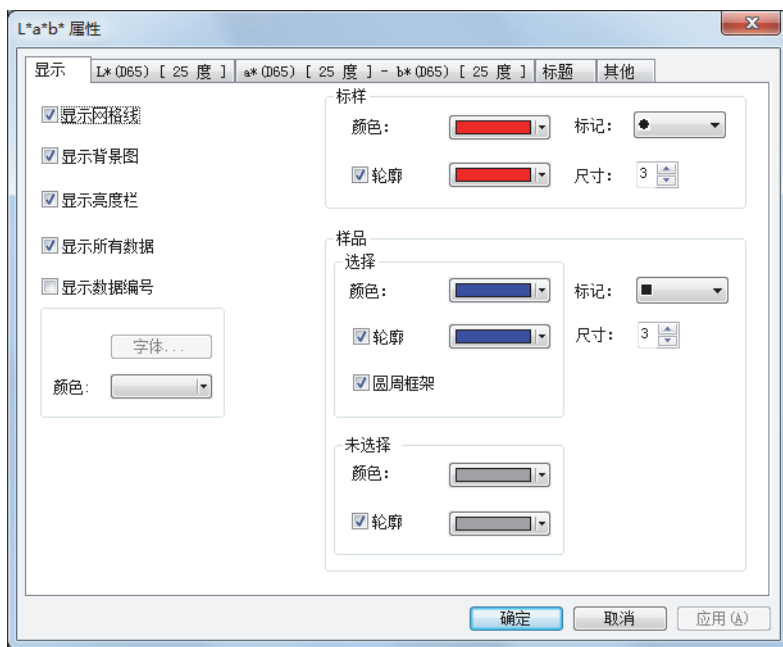 L*a*b* 属性
显示
L*(D65) [ 25 度 ]
a*(D65) [ 25 度 ] - b*(D65) [ 25 度 ]
标题
其他
显示网格线
显示背景图
显示亮度栏
显示所有数据
显示数据编号
字体...
颜色:
标样
颜色:
标记:
轮廓
尺寸:
3
样品
选择
颜色:
标记:
轮廓
尺寸:
3
圆周框架
未选择
颜色:
轮廓
确定
取消
应用(A)